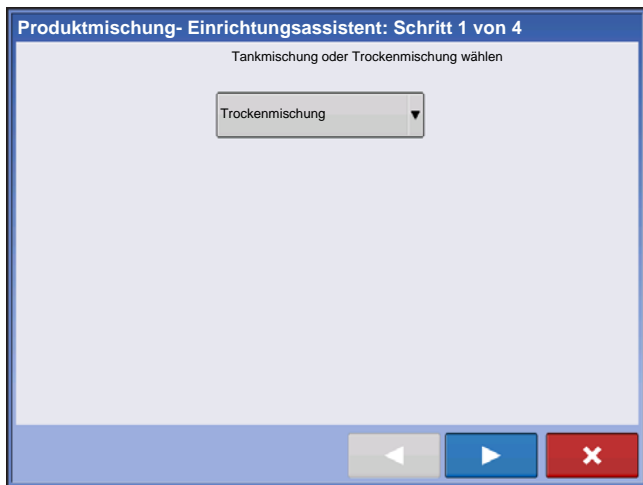 Produktmischung- Einrichtungsassistent: Schritt 1 von 4
Tankmischung oder Trockenmischung wählen
Trockenmischung